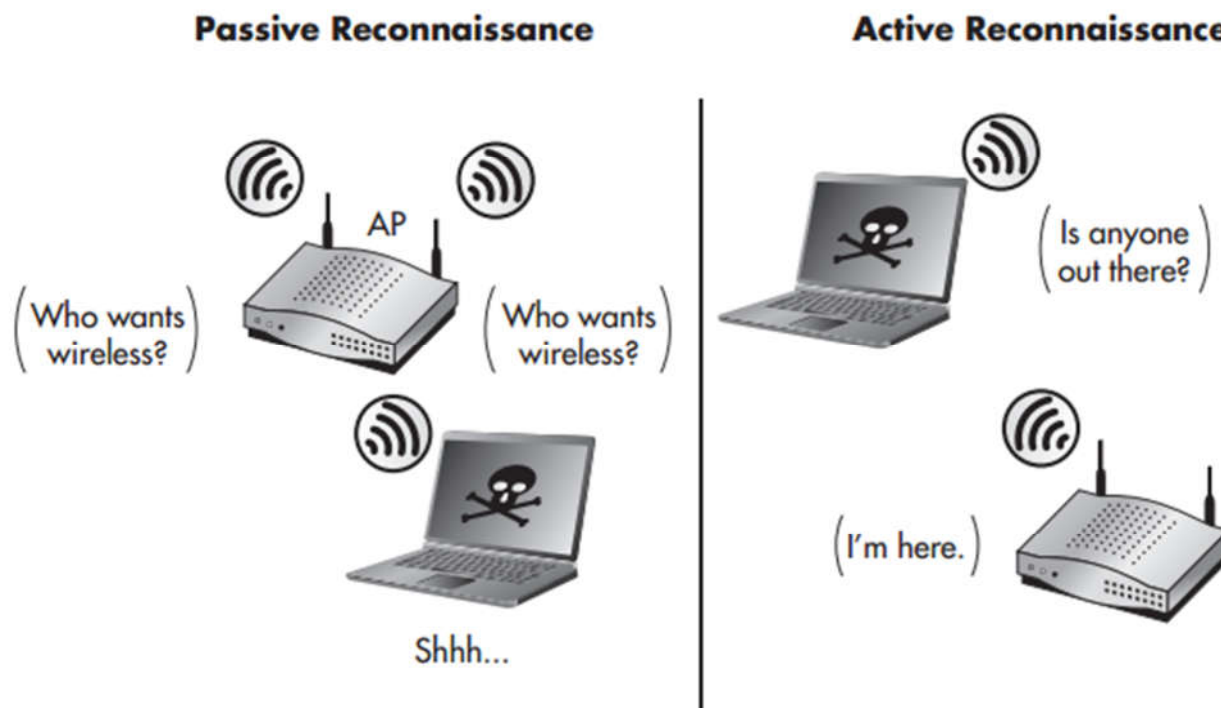 Passive Reconnaissance
Active Reconnaissance
AP
Who wants
wireless?
Who wants
wireless?
Shhh...
(Is anyone
out there?)
(I'm here.)